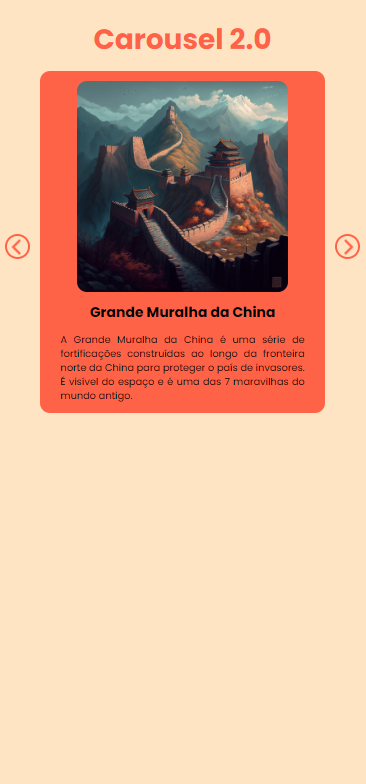 Carousel 2.0
Grande Muralha da China
A Grande Muralha da China é uma série de
fortificações construídas ao longo da fronteira
norte da China para proteger o país de invasores.
É visível do espaço e é uma das 7 maravilhas do
mundo antigo.